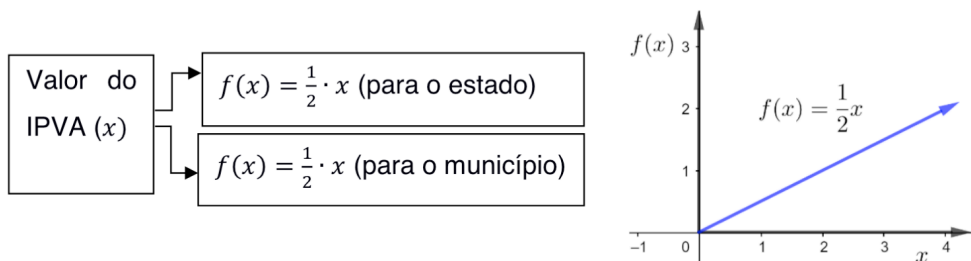 Valor do
IPVA (𝑥)
𝑓(𝑥) = 1/2 ∙ 𝑥 (para o estado)
𝑓(𝑥) = 1/2 ∙ 𝑥 (para o município)
f(x)
3
2
1
f(x) = 1/2 x
−1 0 1 2 3 4
x